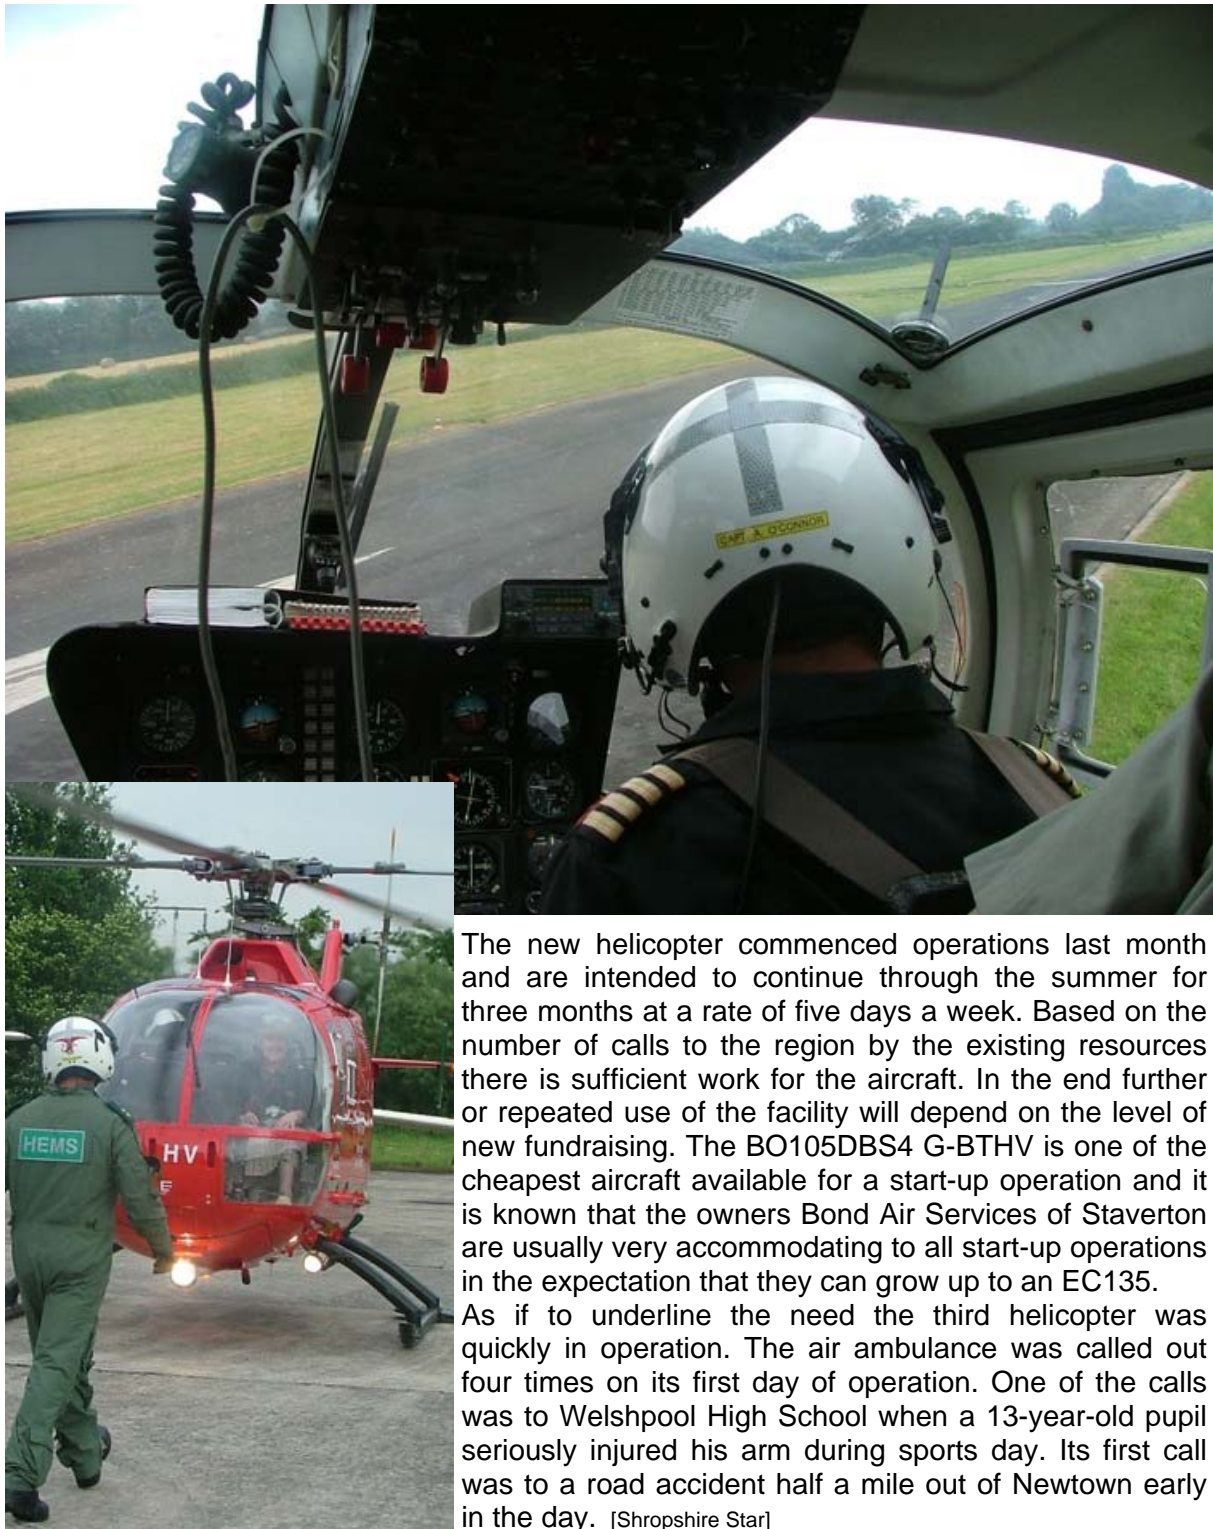 CAPT A. O'CONNOR
HEMS
HV
The new helicopter commenced operations last month
and are intended to continue through the summer for
three months at a rate of five days a week. Based on the
number of calls to the region by the existing resources
there is sufficient work for the aircraft. In the end further
or repeated use of the facility will depend on the level of
new fundraising. The BO105DBS4 G-BTHV is one of the
cheapest aircraft available for a start-up operation and it
is known that the owners Bond Air Services of Staverton
are usually very accommodating to all start-up operations
in the expectation that they can grow up to an EC135.
As if to underline the need the third helicopter was
quickly in operation. The air ambulance was called out
four times on its first day of operation. One of the calls
was to Welshpool High School when a 13-year-old pupil
seriously injured his arm during sports day. Its first call
was to a road accident half a mile out of Newtown early
in the day. [Shropshire Star]